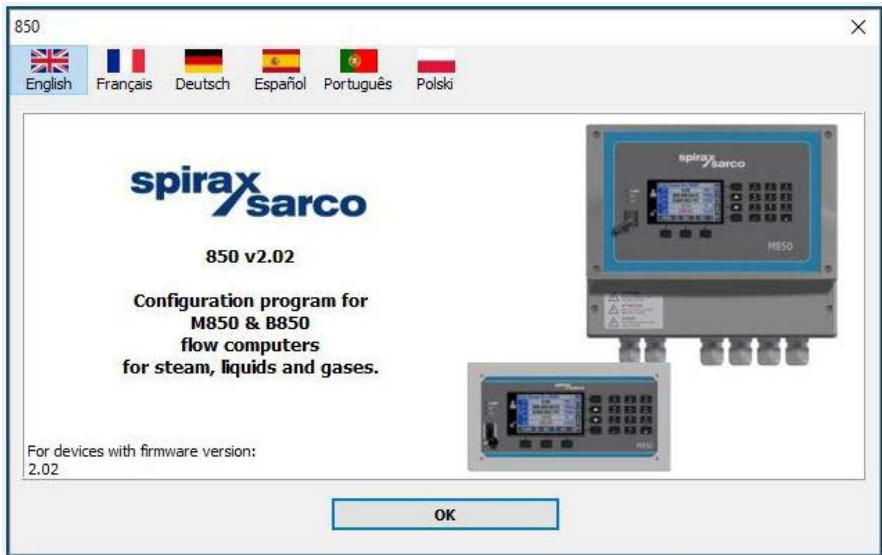 850
English Français Deutsch Español Português Polski
spirax
sarco
850 v2.02
Configuration program for
M850 & B850
flow computers
for steam, liquids and gases.
For devices with firmware version:
2.02
spirax
sarco
M850
OK